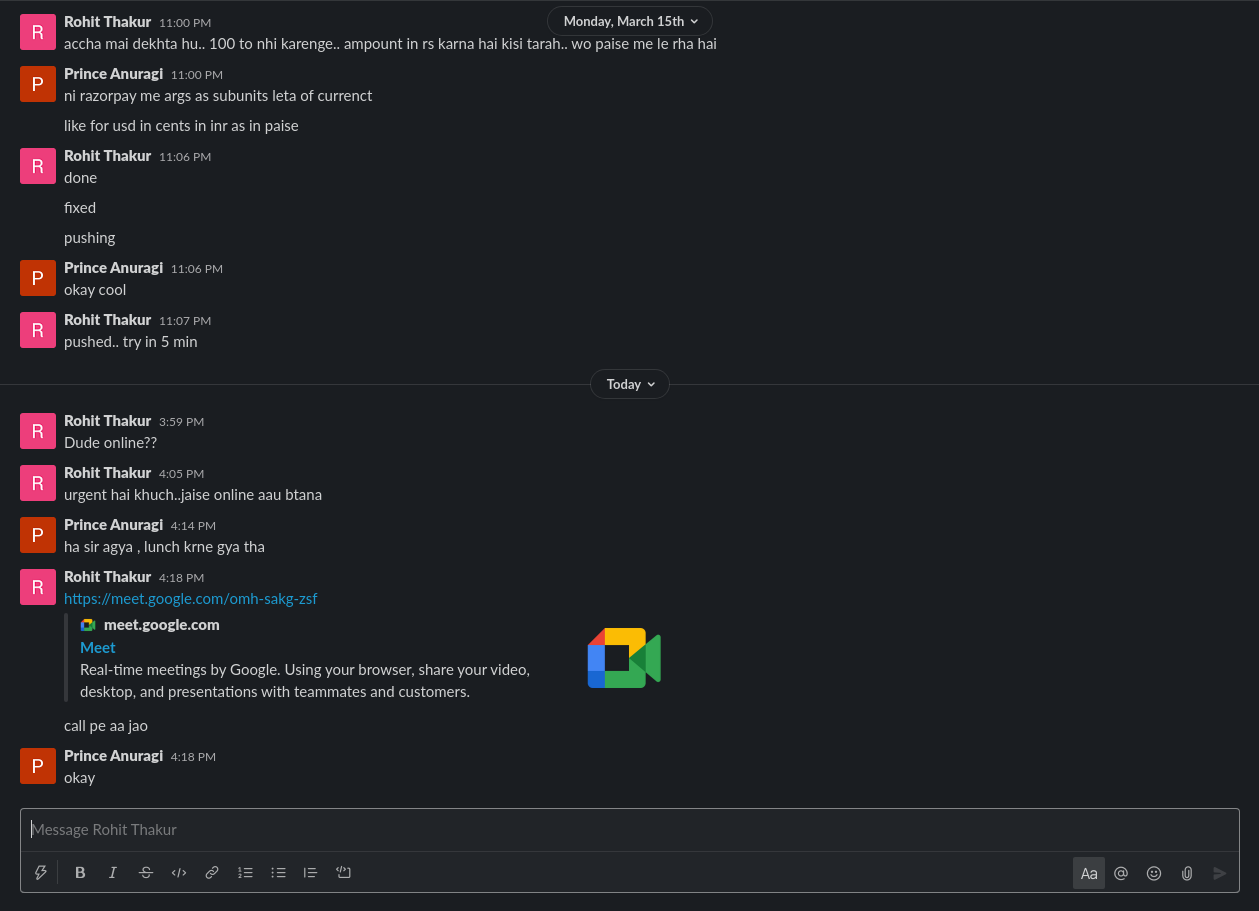 Monday, March 15th
R
Rohit Thakur 11:00 PM
accha mai dekhta hu.. 100 to nhi karenge.. ampount in rs karna hai kisi tarah.. wo paise me le rha hai
P
Prince Anuragi 11:00 PM
ni razorpay me args as subunits leta of currenct
like for usd in cents in inr as in paise
R
Rohit Thakur 11:06 PM
done
fixed
pushing
P
Prince Anuragi 11:06 PM
okay cool
R
Rohit Thakur 11:07 PM
pushed.. try in 5 min
Today
R
Rohit Thakur 3:59 PM
Dude online??
R
Rohit Thakur 4:05 PM
urgent hai khuch..jaise online aau btana
P
Prince Anuragi 4:14 PM
ha sir agya , lunch krne gya tha
R
Rohit Thakur 4:18 PM
https://meet.google.com/omh-sakg-zsf
meet.google.com
Meet
Real-time meetings by Google. Using your browser, share your video,
desktop, and presentations with teammates and customers.
call pe aa jao
P
Prince Anuragi 4:18 PM
okay
Message Rohit Thakur
B I S </> Aa @